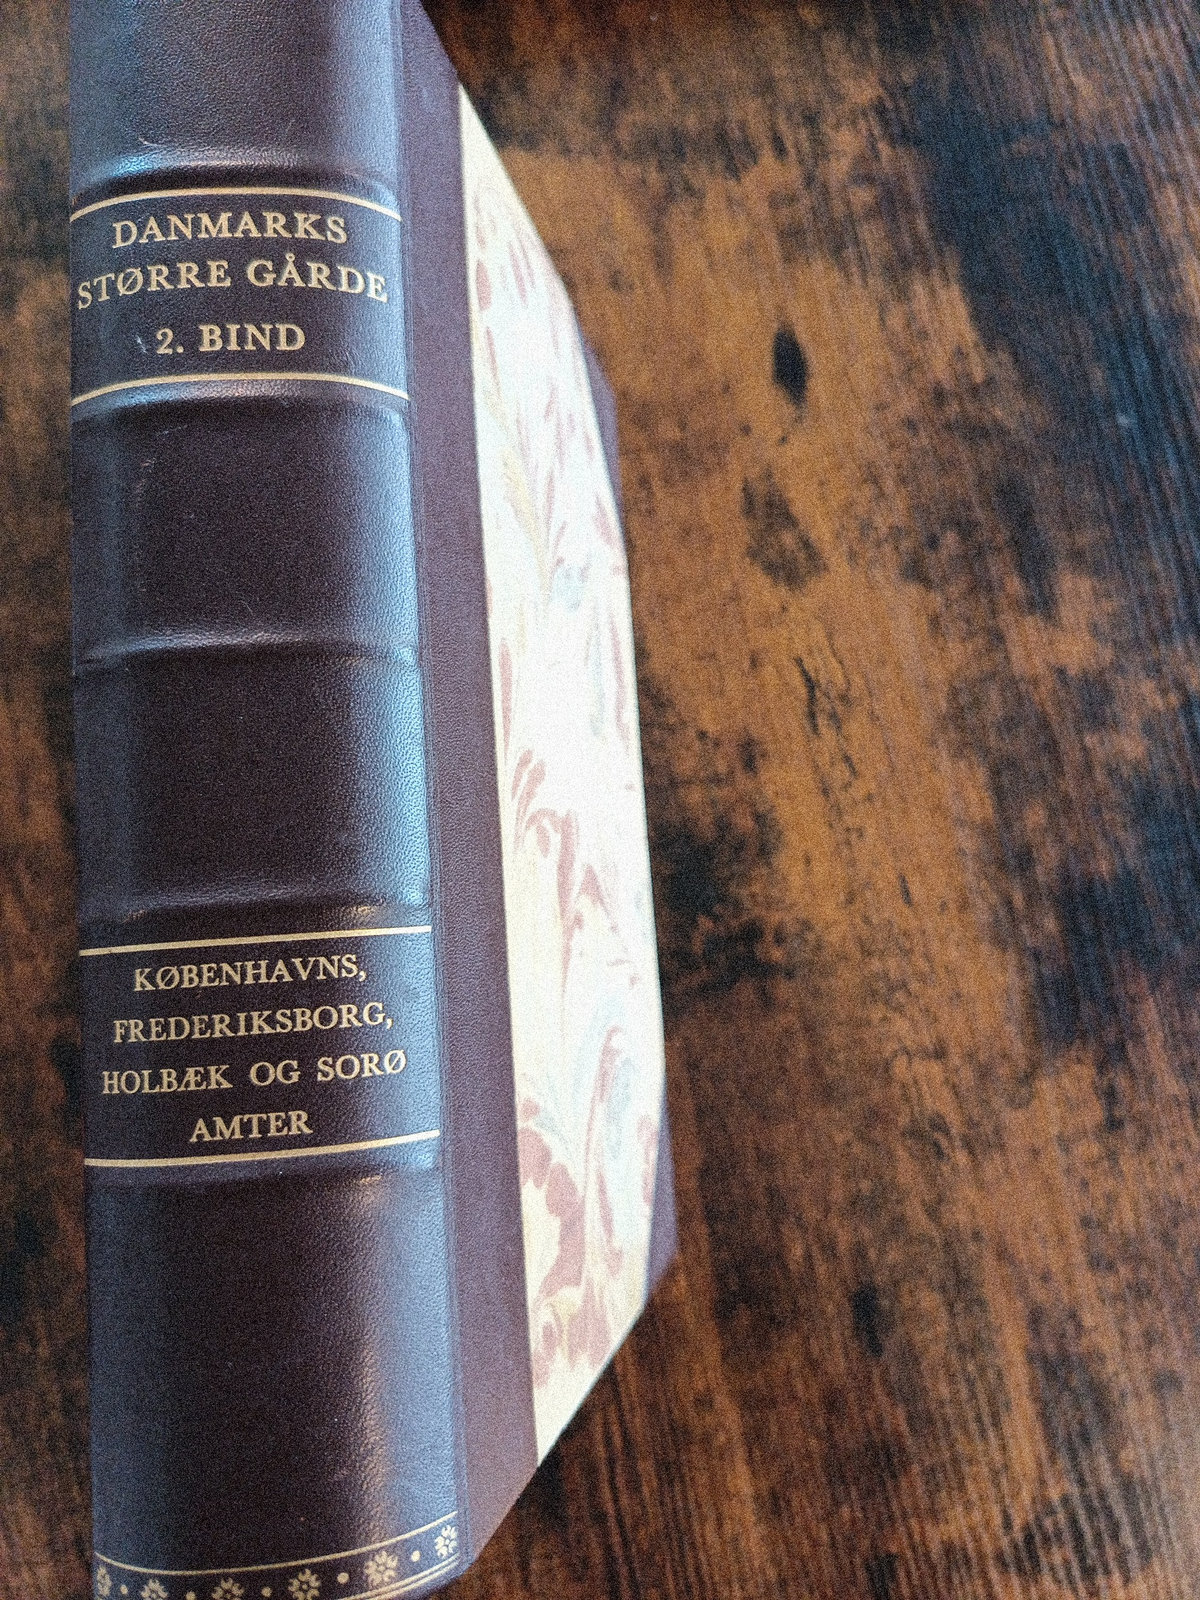 DANMARKS
STØRRE GÅRDE
2. BIND
KØBENHAVNS,
FREDERIKSBORG,
HOLBÆK OG SORØ
AMTER